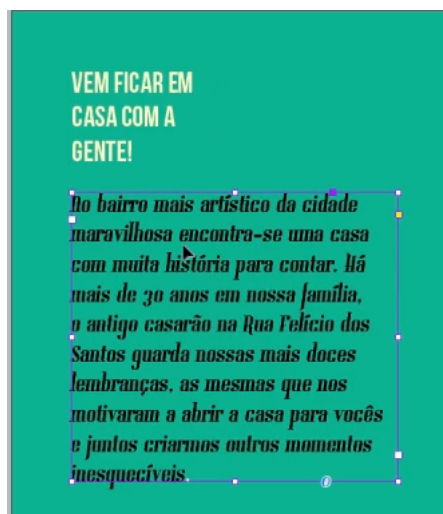 VEM FICAR EM
CASA COM A
GENTE!
No bairro mais artístico da cidade
maravilhosa encontra-se uma casa
com muita história para contar. Há
mais de 30 anos em nossa família,
o antigo casarão na Rua Felício dos
Santos guarda nossas mais doces
lembranças, as mesmas que nos
motivaram a abrir a casa para vocês
e juntos criarmos outros momentos
inesquecíveis.